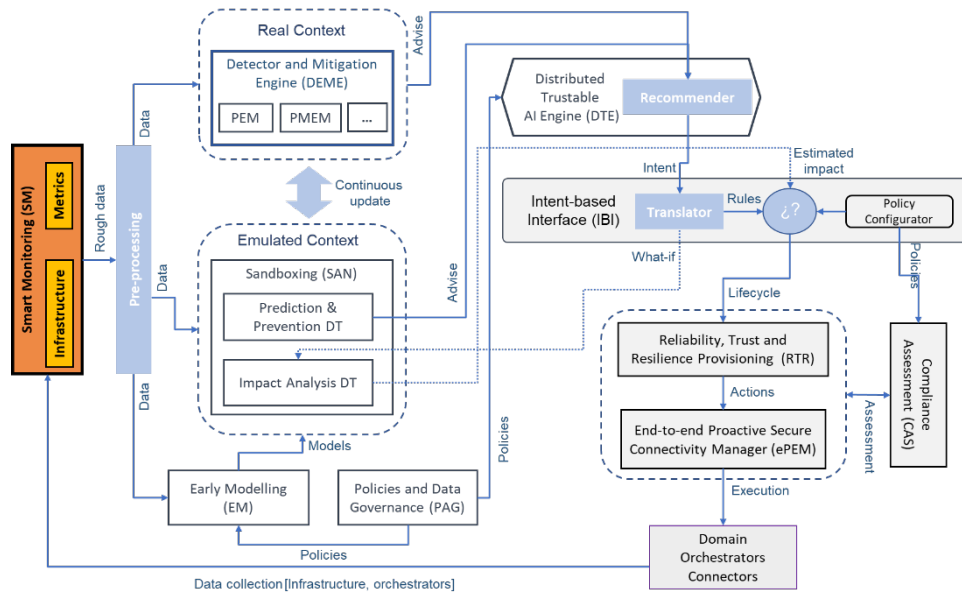 Real Context
Detector and Mitigation
Engine (DEME)
PEM
PMEM
...
Advise
Distributed
Trustable
AI Engine (DTE)
Recommender
Data
Smart Monitoring (SM)
Metrics
Infrastructure
Rough data
Pre-processing
Data
Data
Continuous
update
Intent
Estimated
impact
Intent-based
Interface (IBI)
Translator
Rules
¿?
Policy
Configurator
Emulated Context
Sandboxing (SAN)
Prediction &
Prevention DT
Impact Analysis DT
Advise
What-if
Lifecycle
Policies
Reliability, Trust and
Resilience Provisioning (RTR)
Actions
End-to-end Proactive Secure
Connectivity Manager (ePEM)
Assessment
Compliance
Assessment (CAS)
Models
Policies
Early Modelling
(EM)
Policies and Data
Governance (PAG)
Execution
Policies
Domain
Orchestrators
Connectors
Data collection [Infrastructure, orchestrators]